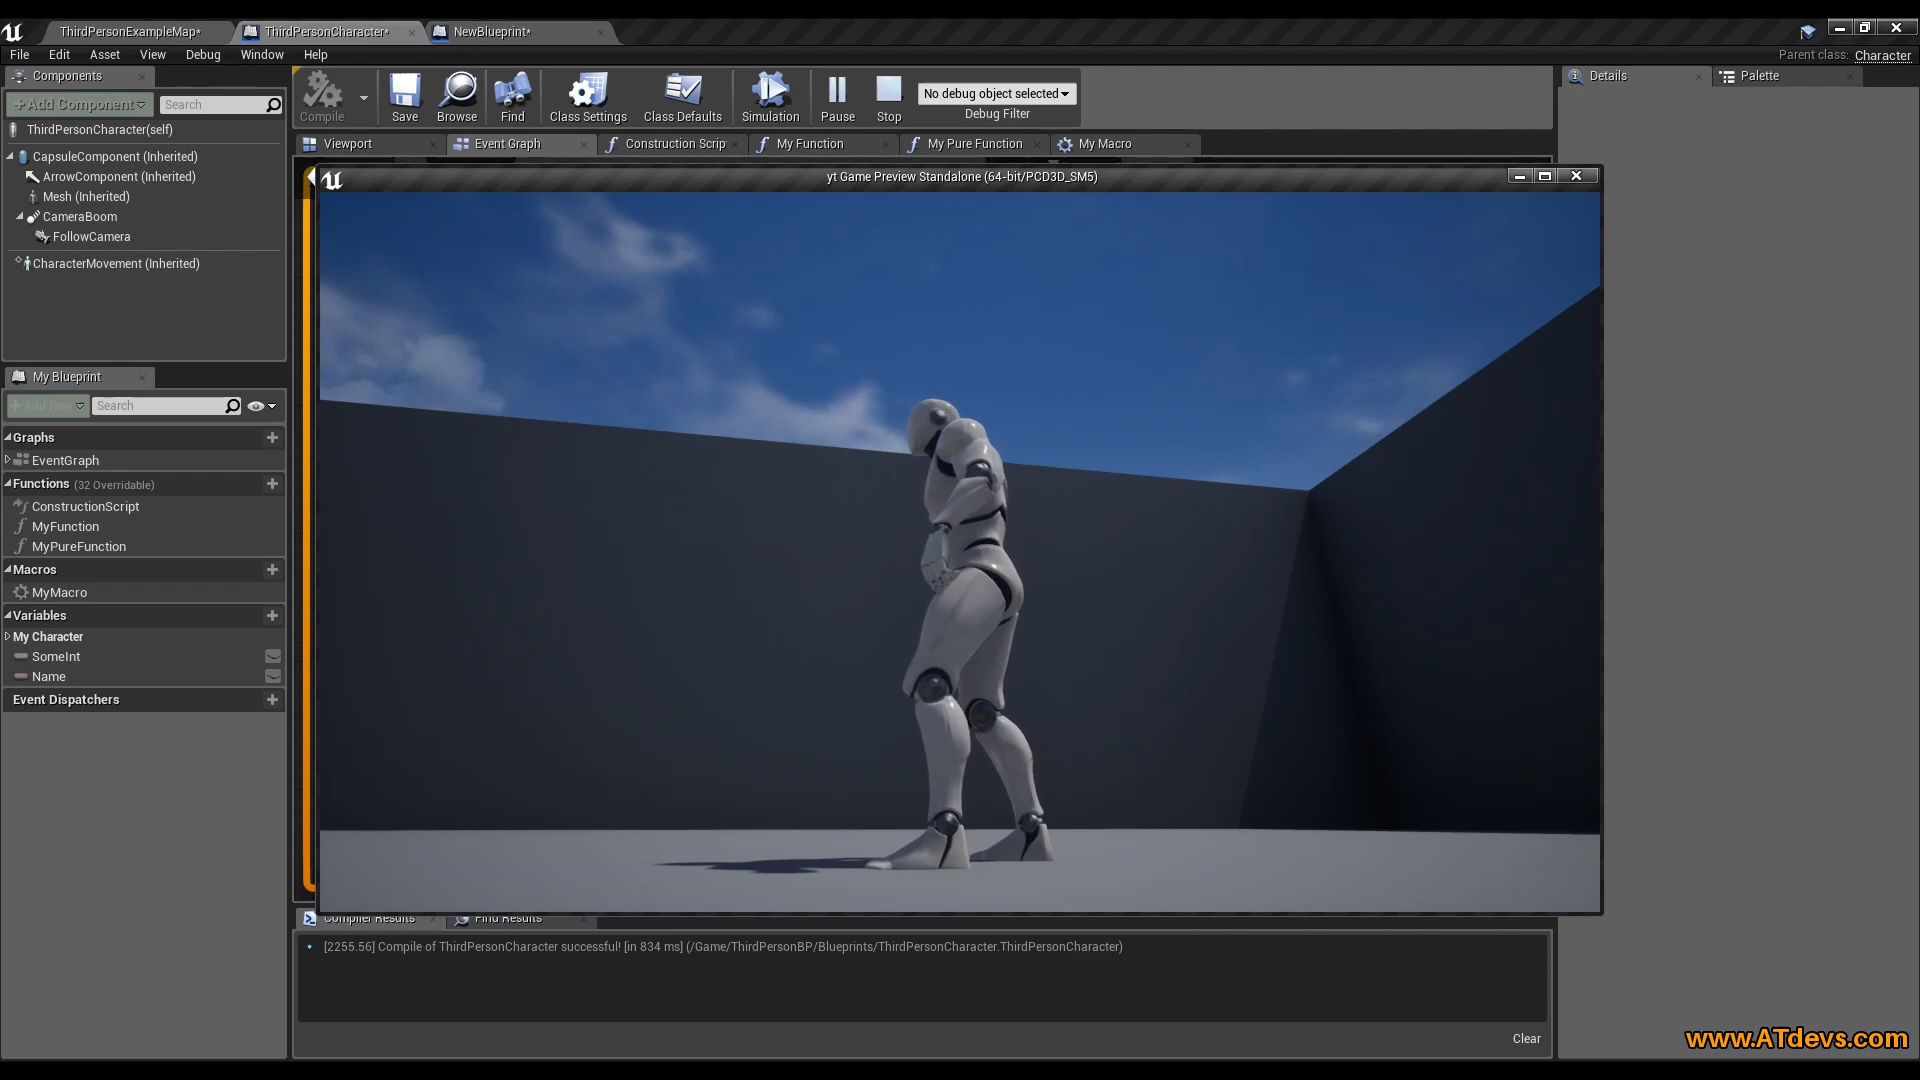 ThirdPersonExampleMap*
ThirdPersonCharacter*
NewBlueprint*
File Edit Asset View Debug Window Help
Parent class: Character
Components
Add Component
Search
ThirdPersonCharacter(self)
CapsuleComponent (Inherited)
ArrowComponent (Inherited)
Mesh (Inherited)
CameraBoom
FollowCamera
CharacterMovement (Inherited)
My Blueprint
Add New
Search
Graphs
EventGraph
Functions (32 Overridable)
ConstructionScript
MyFunction
MyPureFunction
Macros
MyMacro
Variables
My Character
SomeInt
Name
Event Dispatchers
Compile
Save
Browse
Find
Class Settings
Class Defaults
Simulation
Pause
Stop
No debug object selected
Debug Filter
Viewport
Event Graph
Construction Scrip
My Function
My Pure Function
My Macro
yt Game Preview Standalone (64-bit/PCD3D_SM5)
Compiler Results
Find Results
[2255.56] Compile of ThirdPersonCharacter successful! [in 834 ms] (/Game/ThirdPersonBP/Blueprints/ThirdPersonCharacter.ThirdPersonCharacter)
Clear
Details
Palette
www.ATdevs.com